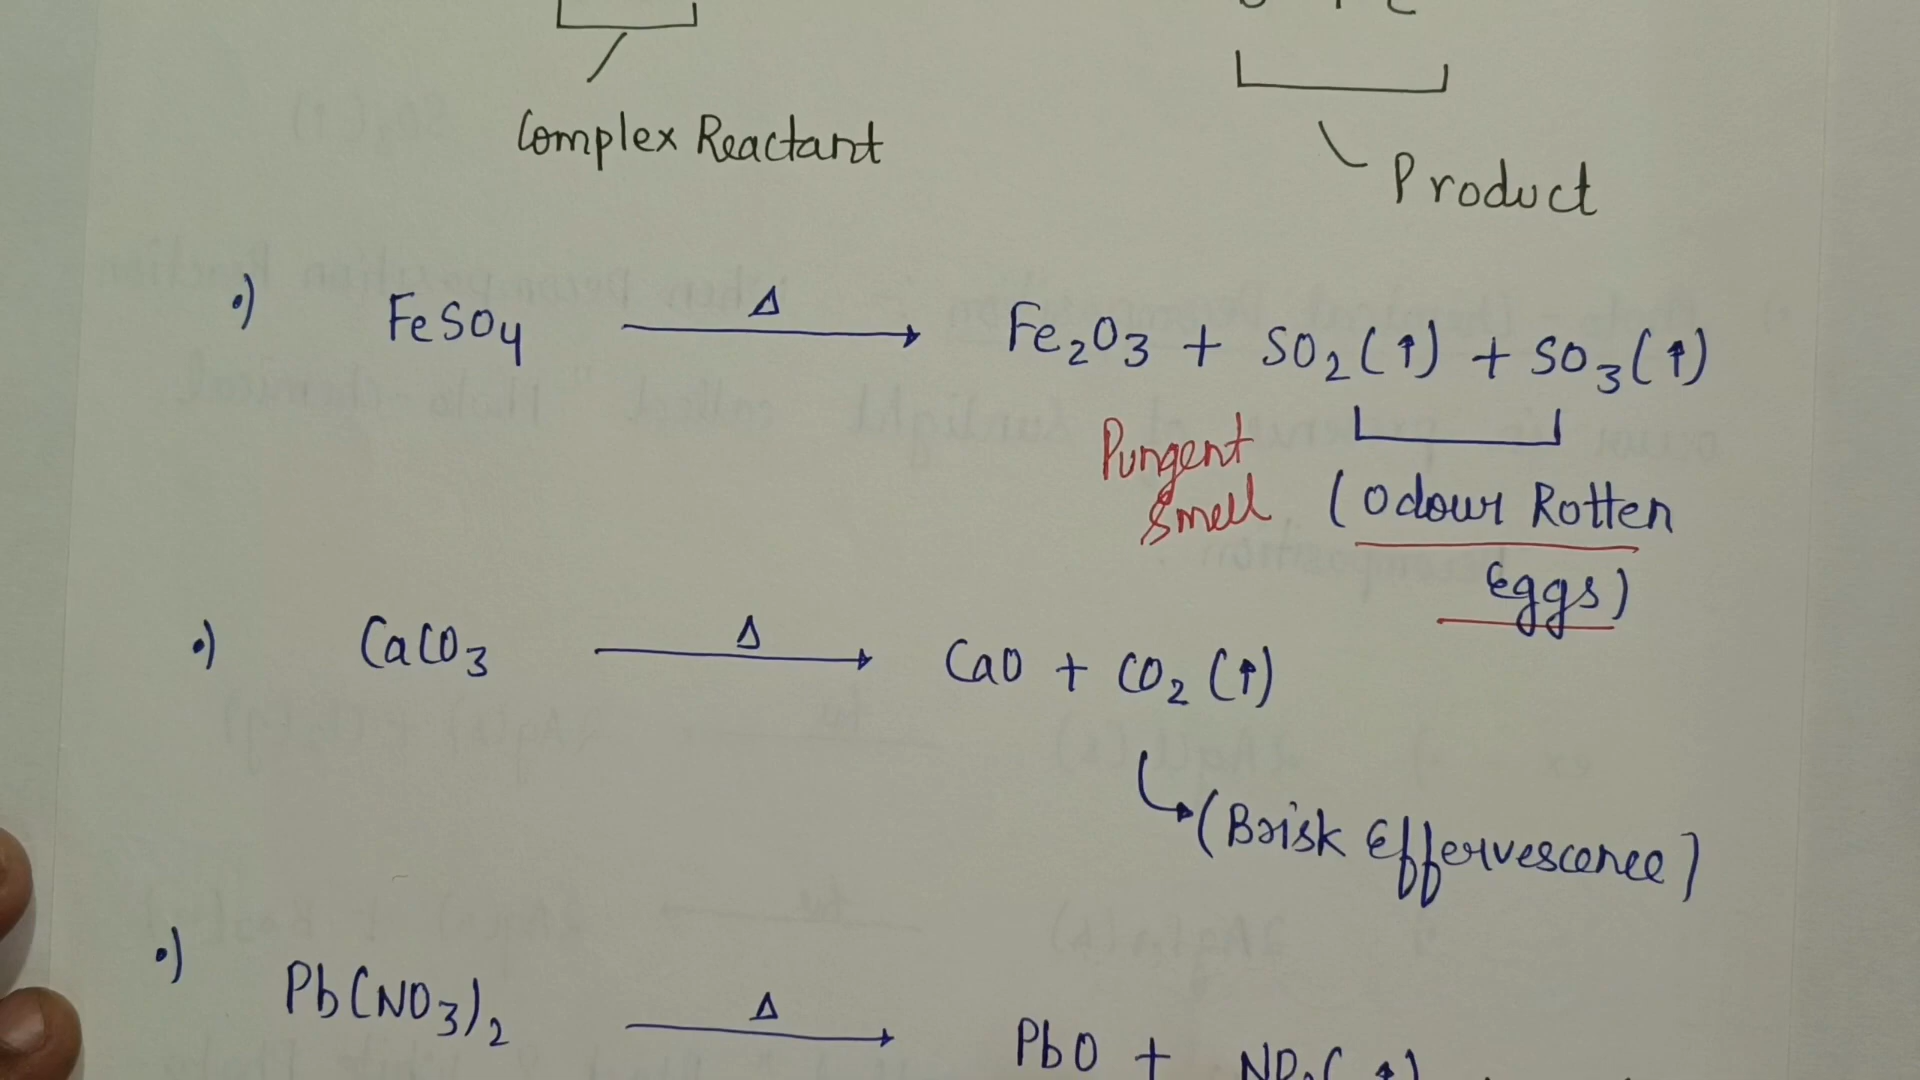 Complex Reactant
Product
•) FeSO4 Δ→ Fe2O3 + SO2(↑) + SO3(↑)
Pungent
Smell
(Odour Rotten
Eggs)
•) CaCO3 Δ→ CaO + CO2(↑)
(Brisk Effervescence)
•) Pb(NO3)2 Δ→ PbO +